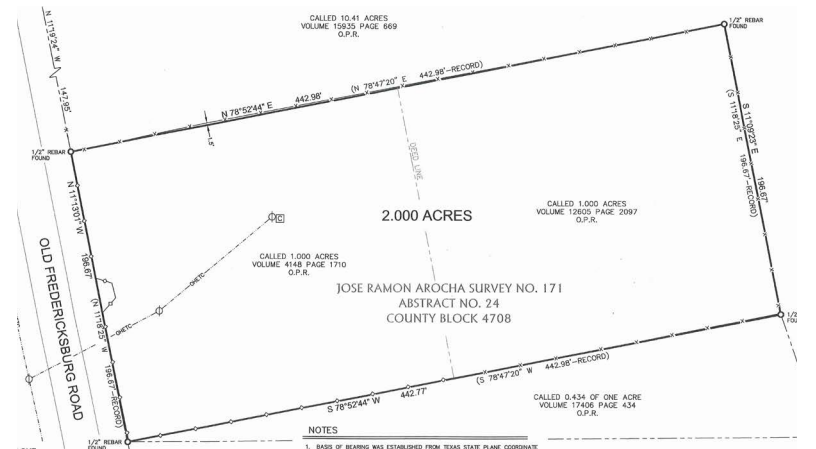 CALLED 10.41 ACRES
VOLUME 15935 PAGE 669
O.P.R.
1/2" REBAR
FOUND
N 11°19'24" W
147.95'
N 78°52'44" E 442.98' (N 78°47'20" E 442.98'-RECORD)
1.5'
1/2" REBAR
FOUND
S 11°09'23" E 196.67'
(S 11°18'25" E 196.67'-RECORD)
DEED LINE
N 11°13'01" W 196.67'
(N 11°18'25" W 196.67'-RECORD)
2.000 ACRES
CALLED 1.000 ACRES
VOLUME 12605 PAGE 2097
O.P.R.
C
CALLED 1.000 ACRES
VOLUME 4148 PAGE 1710
O.P.R.
OHETC
OHETC
JOSE RAMON AROCHA SURVEY NO. 171
ABSTRACT NO. 24
COUNTY BLOCK 4708
OLD FREDERICKSBURG ROAD
1/2
FOU
S 78°52'44" W 442.77' (S 78°47'20" W 442.98'-RECORD)
CALLED 0.434 OF ONE ACRE
VOLUME 17406 PAGE 434
O.P.R.
1/2" REBAR
FOUND
NOTES
1. BASIS OF BEARING WAS ESTABLISHED FROM TEXAS STATE PLANE COORDINATE